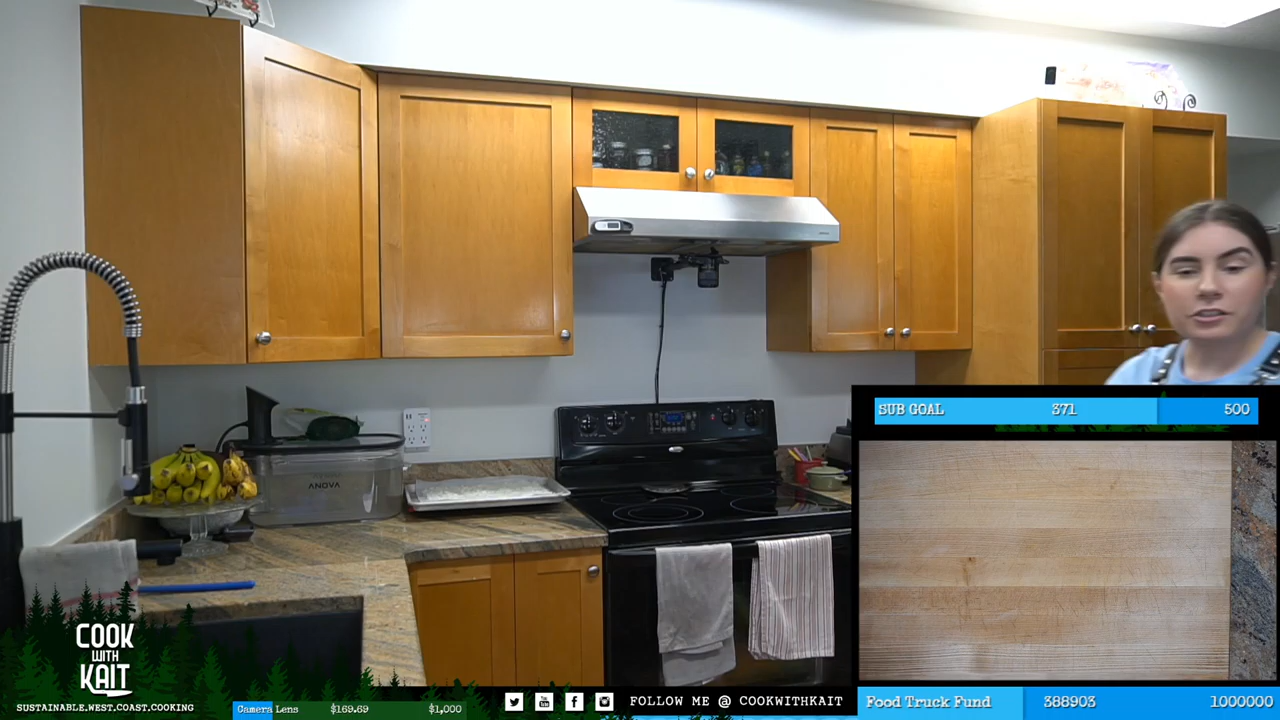 SUB GOAL 371 500
ANOVA
COOK
WITH
KAIT
SUSTAINABLE.WEST.COAST.COOKING
Camera Lens $169.69 $1,000
FOLLOW ME @ COOKWITHKAIT
Food Truck Fund 388903 1000000